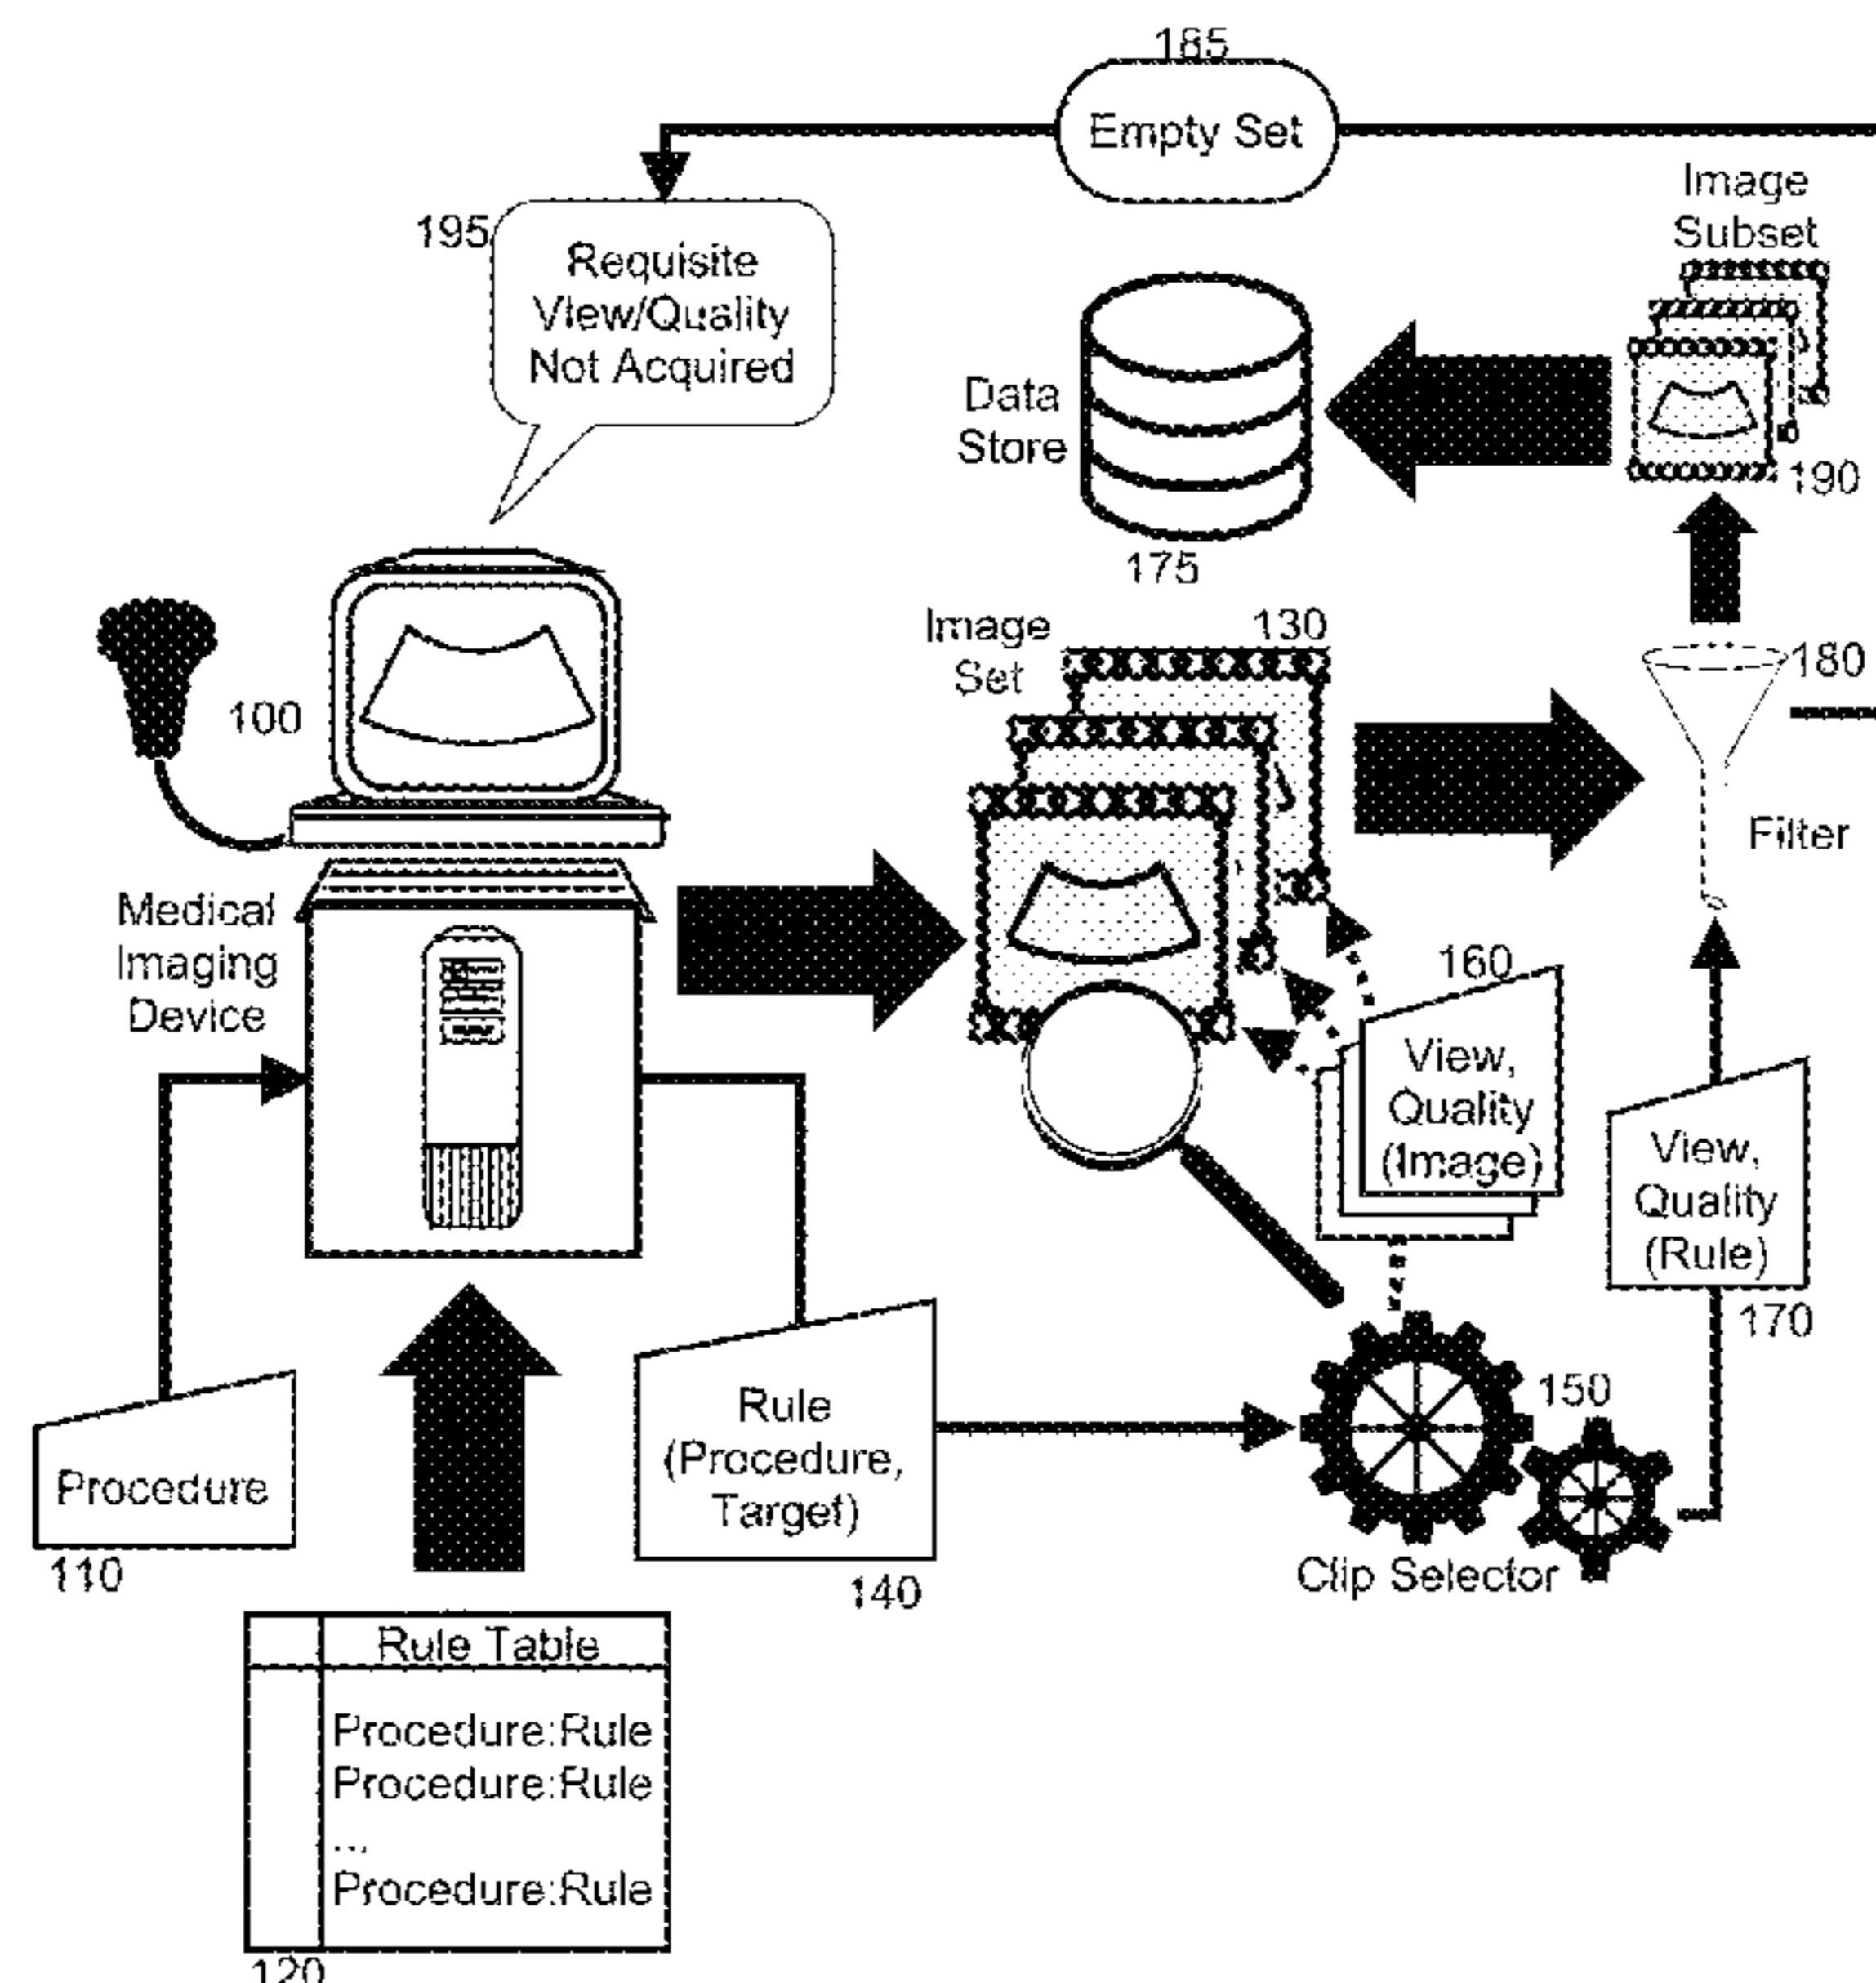 185
Empty Set
195
Requisite
View/Quality
Not Acquired
Image
Subset
Data
Store
190
175
Image
Set
130
180
100
Filter
Medical
Imaging
Device
160
View,
Quality
(Image)
View,
Quality
(Rule)
170
150
Rule
(Procedure,
Target)
Procedure
110
140
Clip Selector
Rule Table
Procedure:Rule
Procedure:Rule
...
Procedure:Rule
120